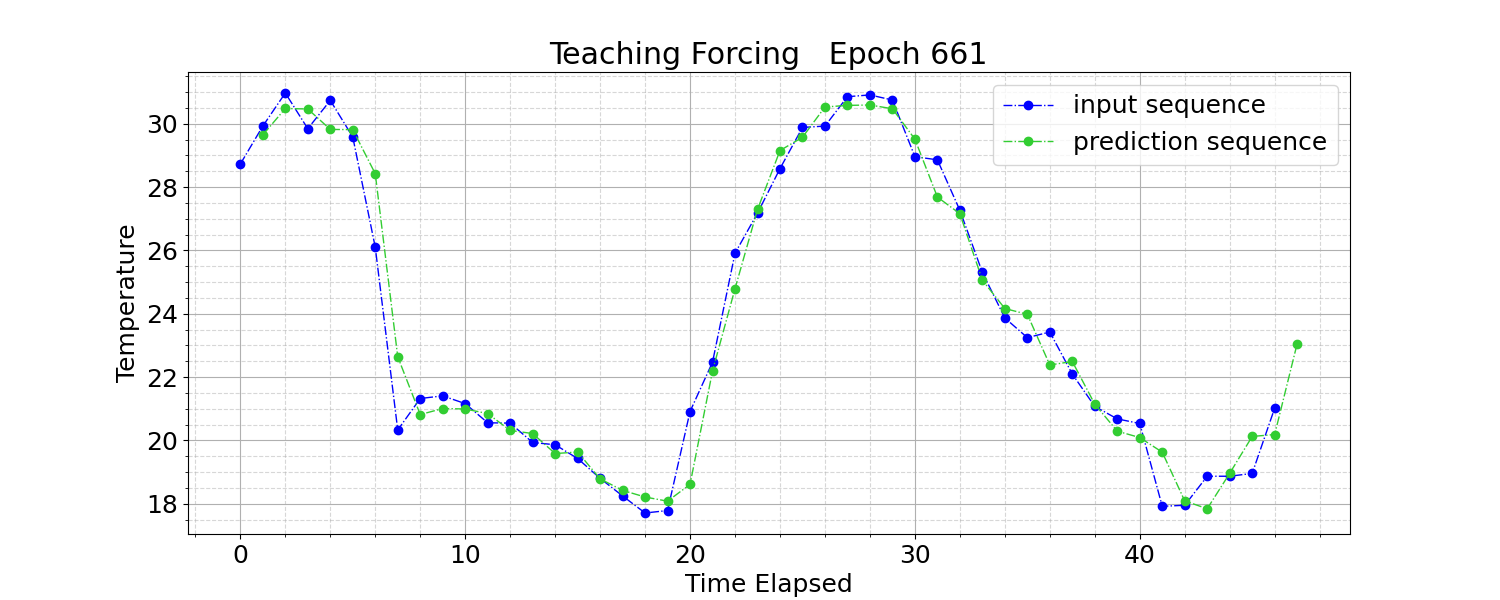 Teaching Forcing   Epoch 661
input sequence
prediction sequence
Temperature
30
28
26
24
22
20
18
0 10 20 30 40
Time Elapsed